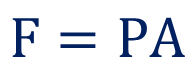 F = PA